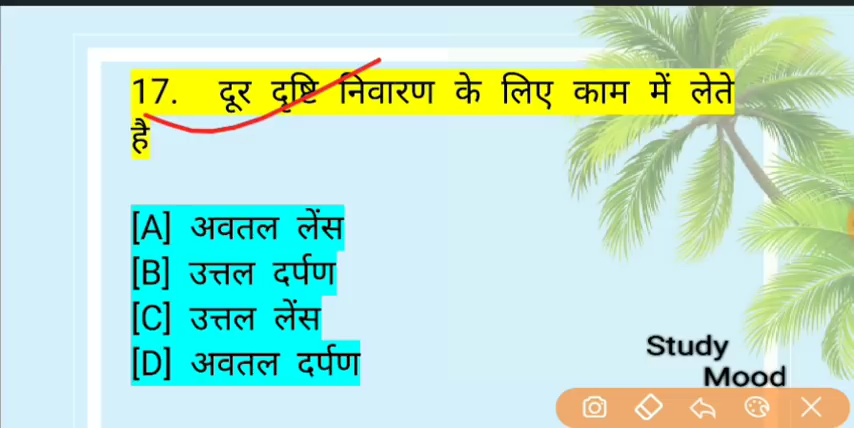 17. दूर दृष्टि निवारण के लिए काम में लेते
है
[A] अवतल लेंस
[B] उत्तल दर्पण
[C] उत्तल लेंस
[D] अवतल दर्पण
Study
Mood